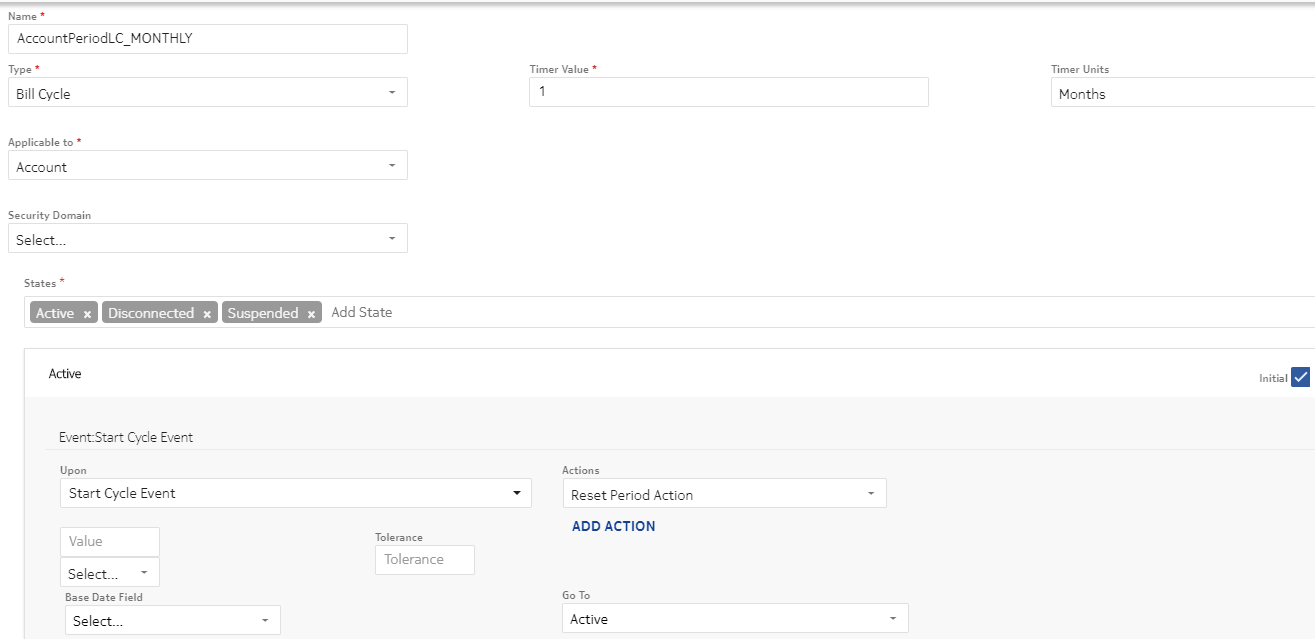 Name *
AccountPeriodLC_MONTHLY
Type * Timer Value * Timer Units
Bill Cycle 1 Months
Applicable to *
Account
Security Domain
Select...
States *
Active x Disconnected x Suspended x Add State
Active Initial
Event:Start Cycle Event
Upon Actions
Start Cycle Event Reset Period Action
ADD ACTION
Value Tolerance
Select... Tolerance
Base Date Field Go To
Select... Active